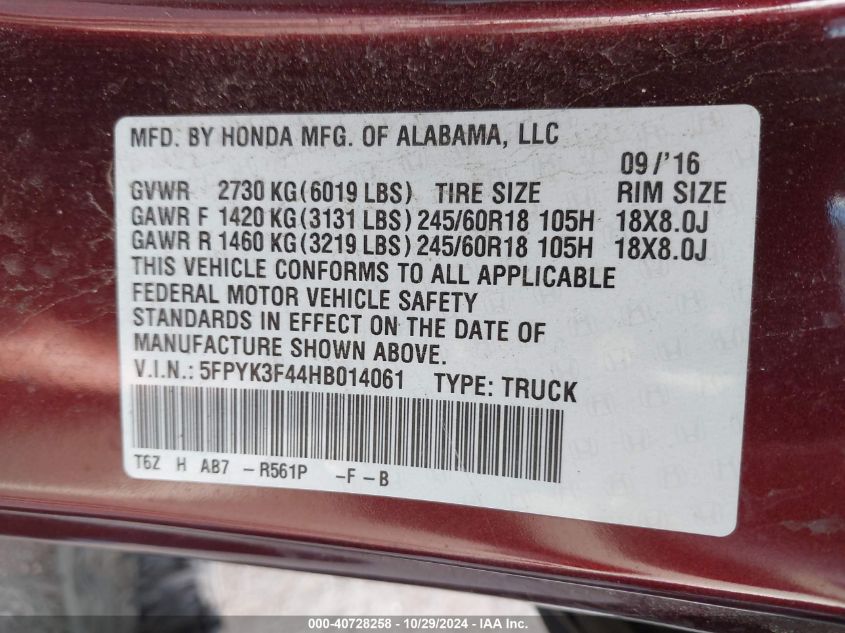 MFD. BY HONDA MFG. OF ALABAMA, LLC
09/'16
GVWR 2730 KG(6019 LBS) TIRE SIZE RIM SIZE
GAWR F 1420 KG(3131 LBS) 245/60R18 105H 18X8.0J
GAWR R 1460 KG(3219 LBS) 245/60R18 105H 18X8.0J
THIS VEHICLE CONFORMS TO ALL APPLICABLE
FEDERAL MOTOR VEHICLE SAFETY
STANDARDS IN EFFECT ON THE DATE OF
MANUFACTURE SHOWN ABOVE.
V.I.N.: 5FPYK3F44HB014061 TYPE: TRUCK
T6Z H AB7 -R561P -F-B
000-40728258 - 10/29/2024 - IAA Inc.